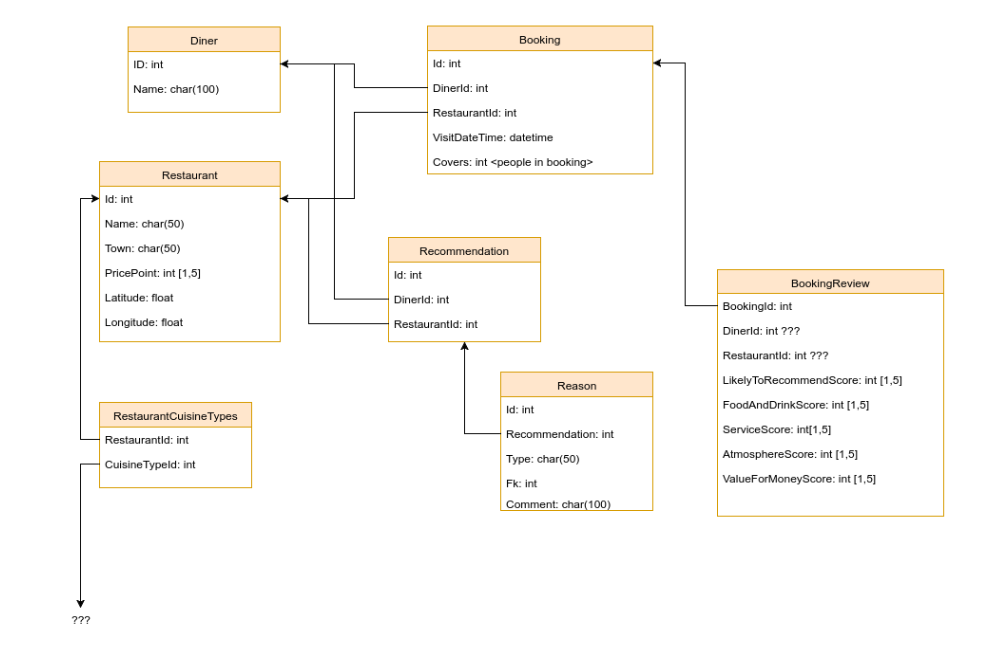 Diner
ID: int
Name: char(100)
Booking
Id: int
DinerId: int
RestaurantId: int
VisitDateTime: datetime
Covers: int <people in booking>
Restaurant
Id: int
Name: char(50)
Town: char(50)
PricePoint: int [1,5]
Latitude: float
Longitude: float
Recommendation
Id: int
DinerId: int
RestaurantId: int
BookingReview
BookingId: int
DinerId: int ???
RestaurantId: int ???
LikelyToRecommendScore: int [1,5]
FoodAndDrinkScore: int [1,5]
ServiceScore: int[1,5]
AtmosphereScore: int [1,5]
ValueForMoneyScore: int [1,5]
Reason
Id: int
Recommendation: int
Type: char(50)
Fk: int
Comment: char(100)
RestaurantCuisineTypes
RestaurantId: int
CuisineTypeId: int
???